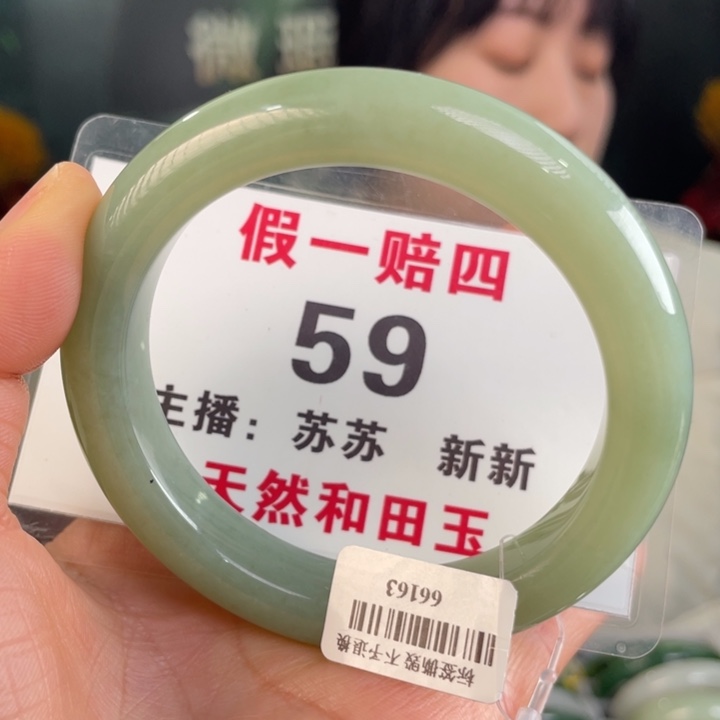 假一赔四
59
主播：苏苏 新新
天然和田玉
66163
标签撕毁 不予退换